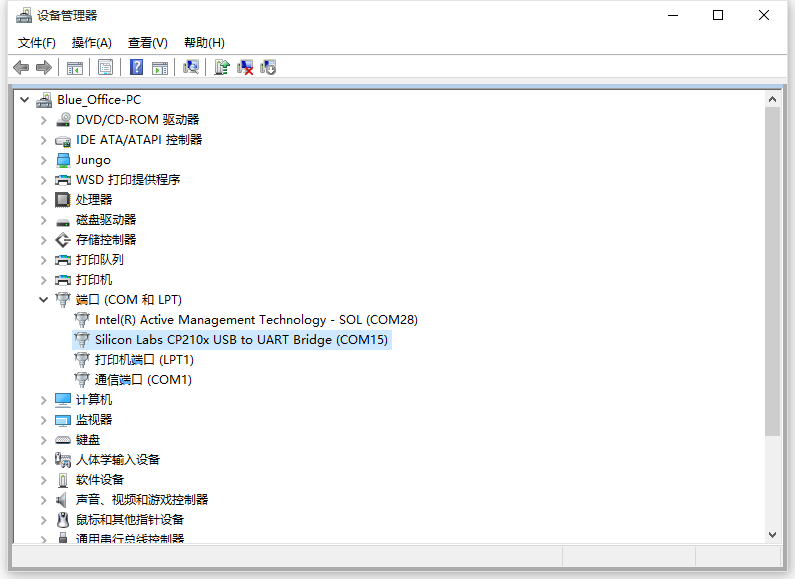 设备管理器
文件(F) 操作(A) 查看(V) 帮助(H)
Blue_Office-PC
DVD/CD-ROM 驱动器
IDE ATA/ATAPI 控制器
Jungo
WSD 打印提供程序
处理器
磁盘驱动器
存储控制器
打印队列
打印机
端口 (COM 和 LPT)
Intel(R) Active Management Technology - SOL (COM28)
Silicon Labs CP210x USB to UART Bridge (COM15)
打印机端口 (LPT1)
通信端口 (COM1)
计算机
监视器
键盘
人体学输入设备
软件设备
声音、视频和游戏控制器
鼠标和其他指针设备
通用串行总线控制器